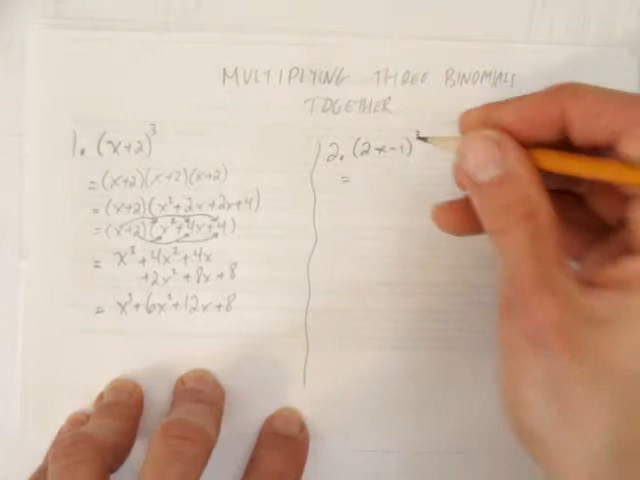 MULTIPLYING THREE BINOMIALS
TOGETHER
1. (x+2)³
= (x+2)(x+2)(x+2)
= (x+2)(x²+2x+2x+4)
= (x+2)(x²+4x+4)
= x³+4x²+4x
+2x²+8x+8
= x³+6x²+12x+8
2. (2x-1)³
=